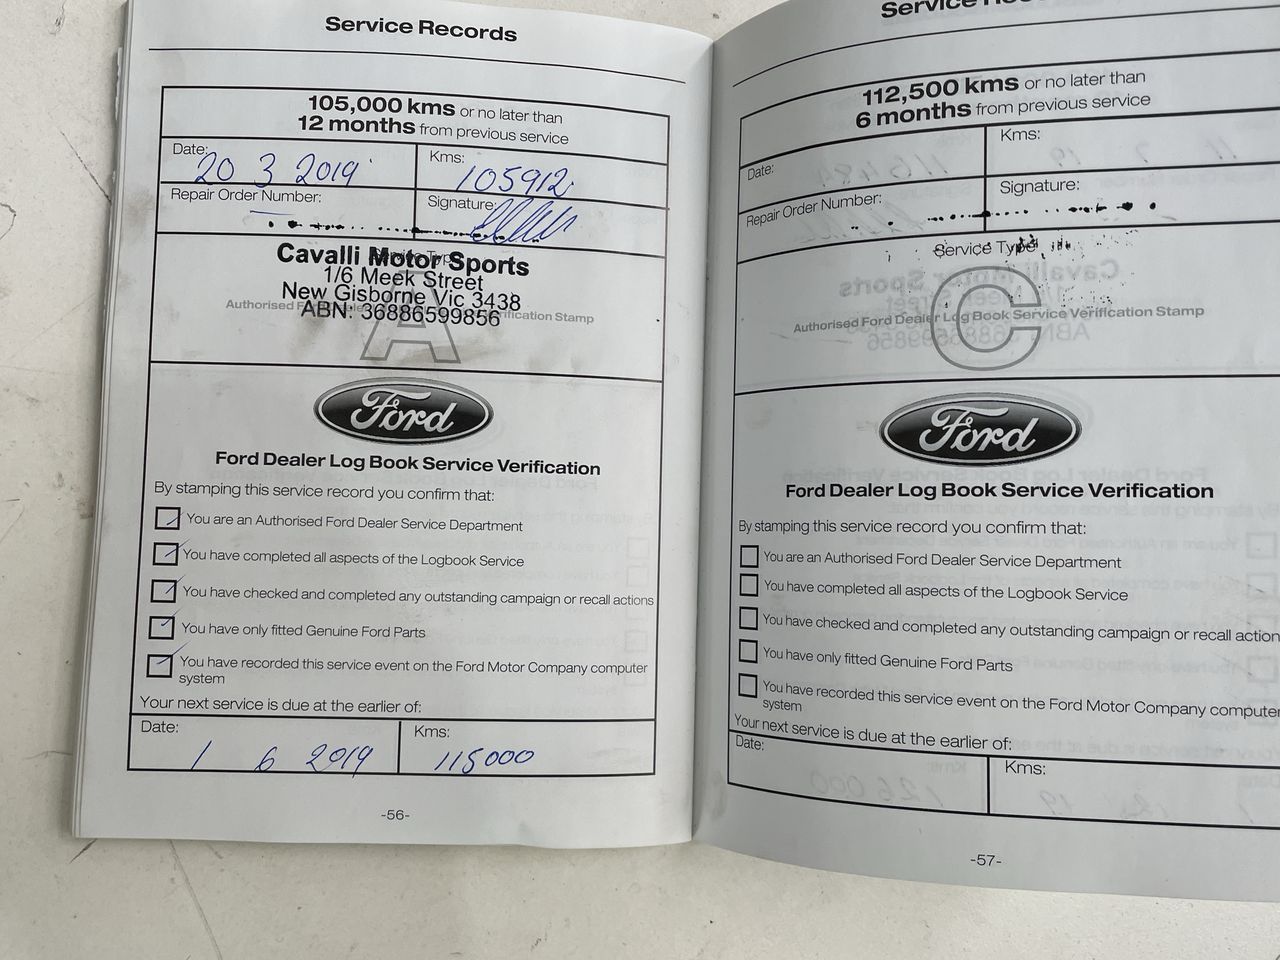 Service Records
105,000 kms or no later than
12 months from previous service
Date: 20 3 2019
Kms: 105912
Repair Order Number:
Signature:
Cavalli Motor Sports
1/6 Meek Street
New Gisborne Vic 3438
ABN: 36886599856
A
Ford
Ford Dealer Log Book Service Verification
By stamping this service record you confirm that:
You are an Authorised Ford Dealer Service Department
You have completed all aspects of the Logbook Service
You have checked and completed any outstanding campaign or recall actions
You have only fitted Genuine Ford Parts
You have recorded this service event on the Ford Motor Company computer
system
Your next service is due at the earlier of:
Date: 1 6 2019
Kms: 115000
-56-
Service
112,500 kms or no later than
6 months from previous service
Date:
Kms:
Repair Order Number:
Signature:
Service Type
C
Authorised Ford Dealer Log Book Service Verification Stamp
Ford
Ford Dealer Log Book Service Verification
By stamping this service record you confirm that:
You are an Authorised Ford Dealer Service Department
You have completed all aspects of the Logbook Service
You have checked and completed any outstanding campaign or recall action
You have only fitted Genuine Ford Parts
You have recorded this service event on the Ford Motor Company computer
system
Your next service is due at the earlier of:
Date:
Kms:
-57-